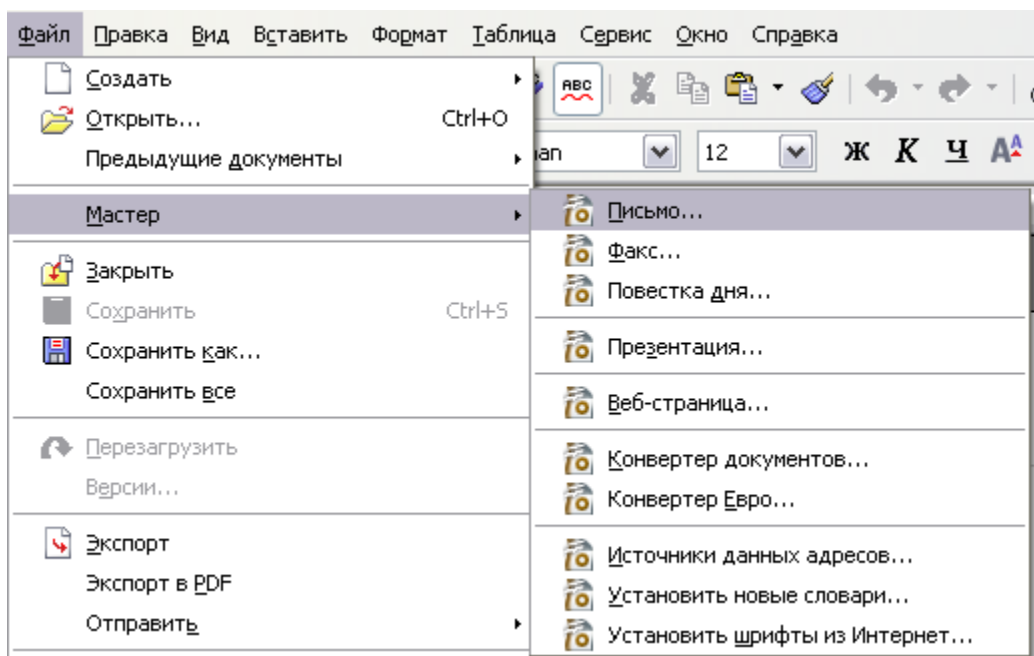 Файл Правка Вид Вставить Формат Таблица Сервис Окно Справка
Создать
Открыть... Ctrl+O
Предыдущие документы
Мастер
Закрыть
Сохранить Ctrl+S
Сохранить как...
Сохранить все
Перезагрузить
Версии...
Экспорт
Экспорт в PDF
Отправить
ABC
12 Ж К Ч
Письмо...
Факс...
Повестка дня...
Презентация...
Веб-страница...
Конвертер документов...
Конвертер Евро...
Источники данных адресов...
Установить новые словари...
Установить шрифты из Интернет...